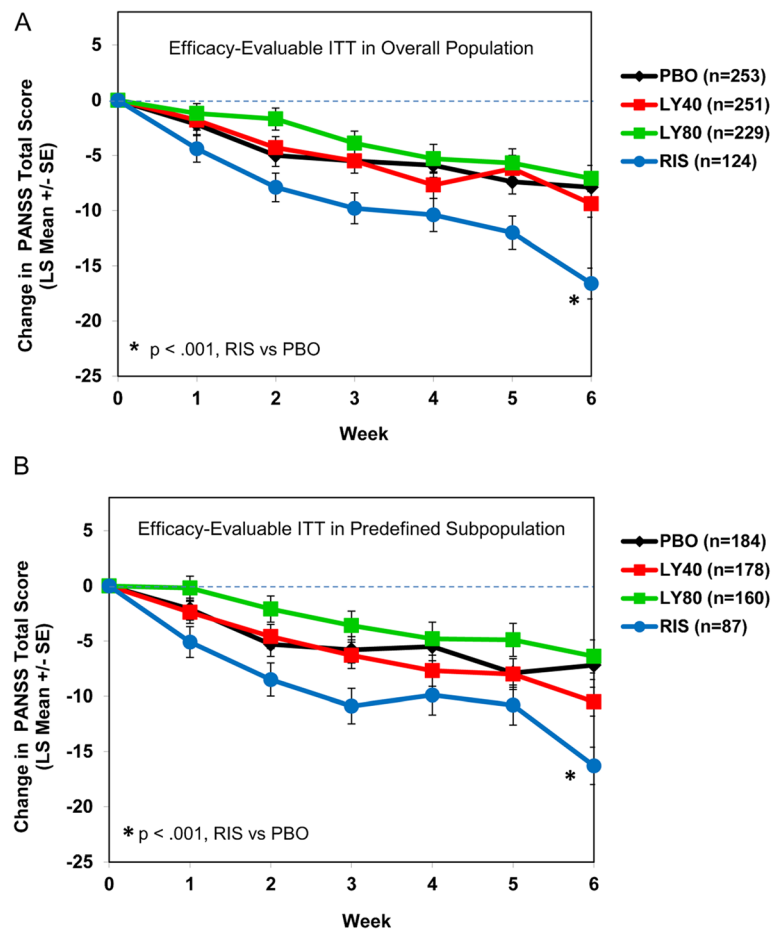 A
Efficacy-Evaluable ITT in Overall Population
5
0
-5
-10
-15
-20
-25
Change in PANSS Total Score
(LS Mean +/- SE)
PBO (n=253)
LY40 (n=251)
LY80 (n=229)
RIS (n=124)
*
* p < .001, RIS vs PBO
0 1 2 3 4 5 6
Week
B
Efficacy-Evaluable ITT in Predefined Subpopulation
5
0
-5
-10
-15
-20
-25
Change in PANSS Total Score
(LS Mean +/- SE)
PBO (n=184)
LY40 (n=178)
LY80 (n=160)
RIS (n=87)
*
* p < .001, RIS vs PBO
0 1 2 3 4 5 6
Week